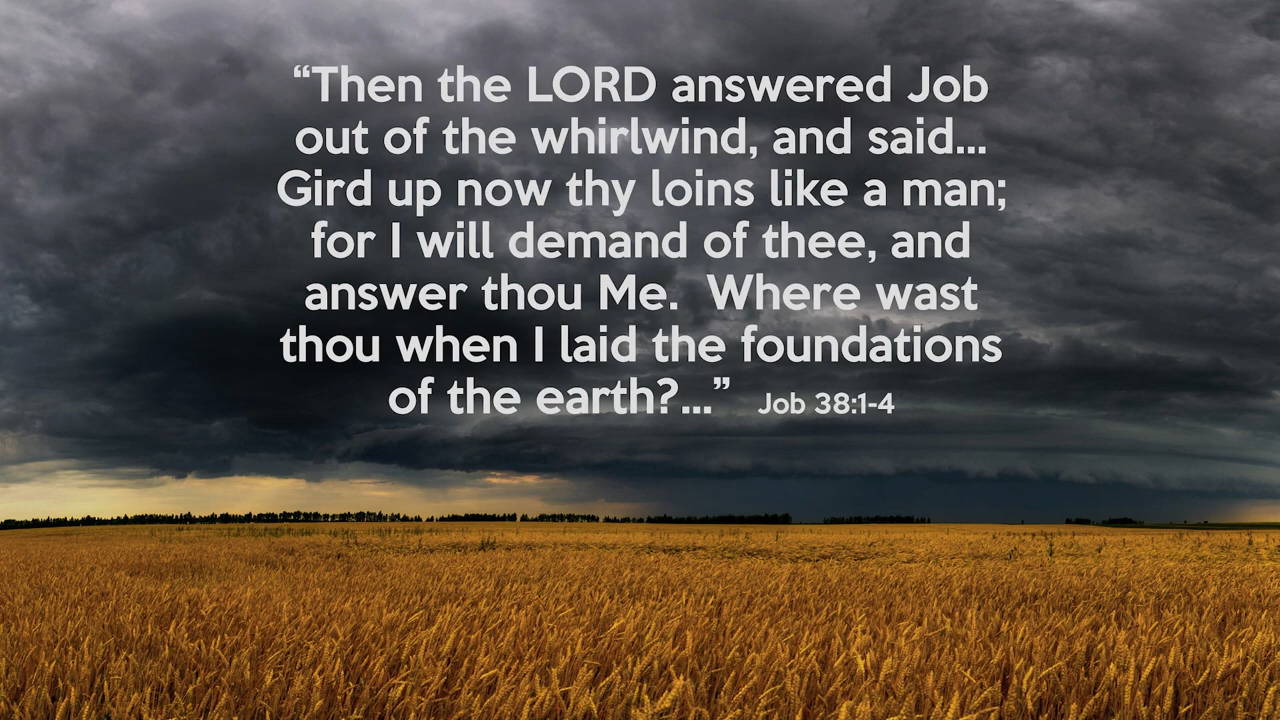 “Then the LORD answered Job
out of the whirlwind, and said...
Gird up now thy loins like a man;
for I will demand of thee, and
answer thou Me.  Where wast
thou when I laid the foundations
of the earth?...” Job 38:1-4